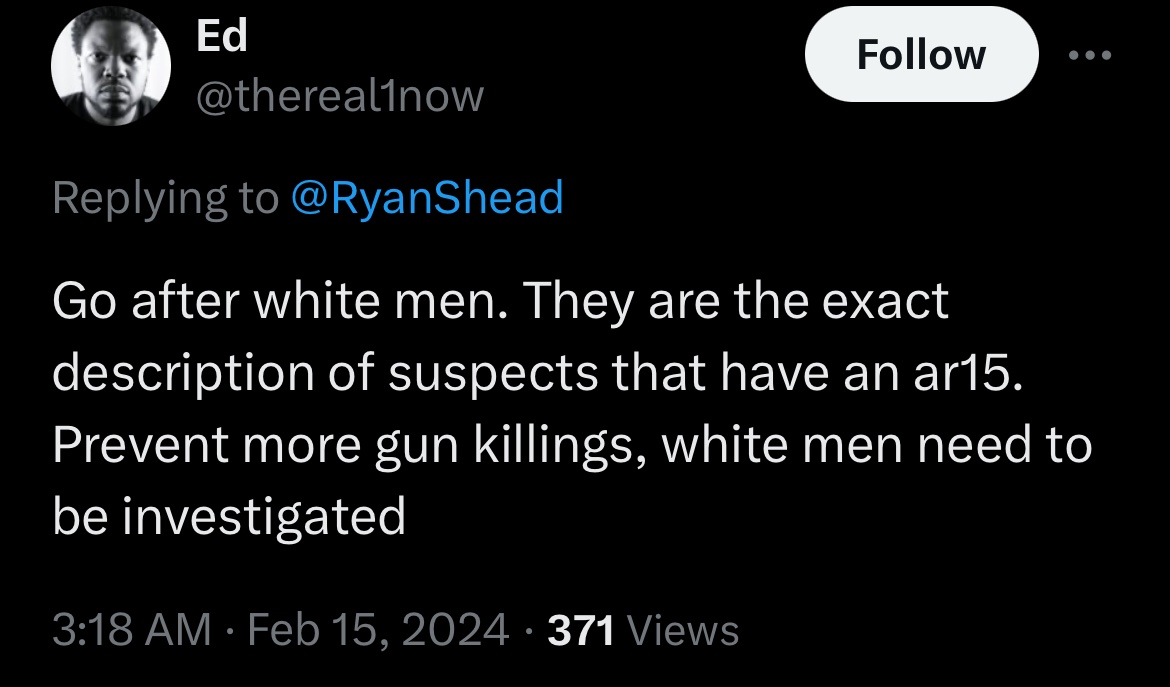 Ed
Follow
@thereal1now
Replying to @RyanShead
Go after white men. They are the exact
description of suspects that have an ar15.
Prevent more gun killings, white men need to
be investigated
3:18 AM · Feb 15, 2024 · 371 Views